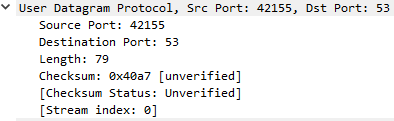 User Datagram Protocol, Src Port: 42155, Dst Port: 53
Source Port: 42155
Destination Port: 53
Length: 79
Checksum: 0x40a7 [unverified]
[Checksum Status: Unverified]
[Stream index: 0]